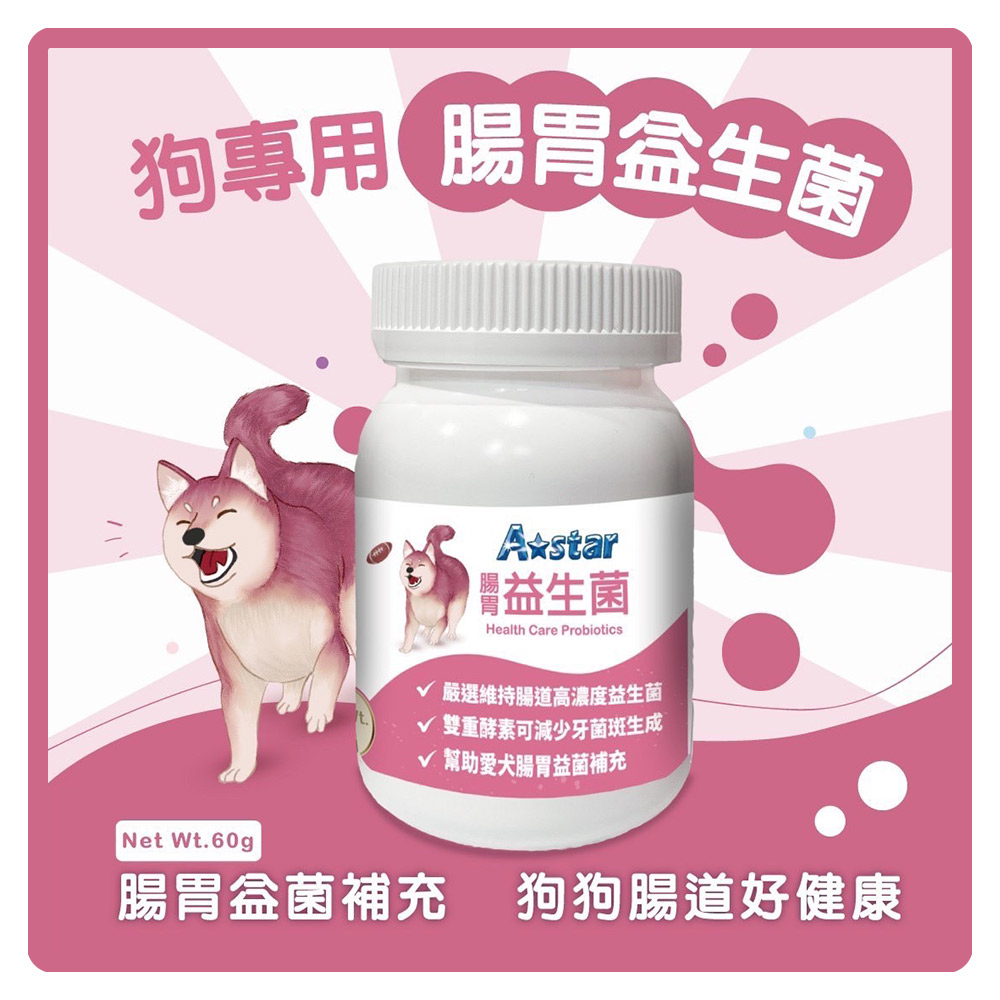 狗專用 腸胃益生菌
A★star
腸胃益生菌
Health Care Probiotics
✓ 嚴選維持腸道高濃度益生菌
✓ 雙重酵素可減少牙菌斑生成
✓ 幫助愛犬腸胃益菌補充
Net Wt.60g
腸胃益菌補充 狗狗腸道好健康